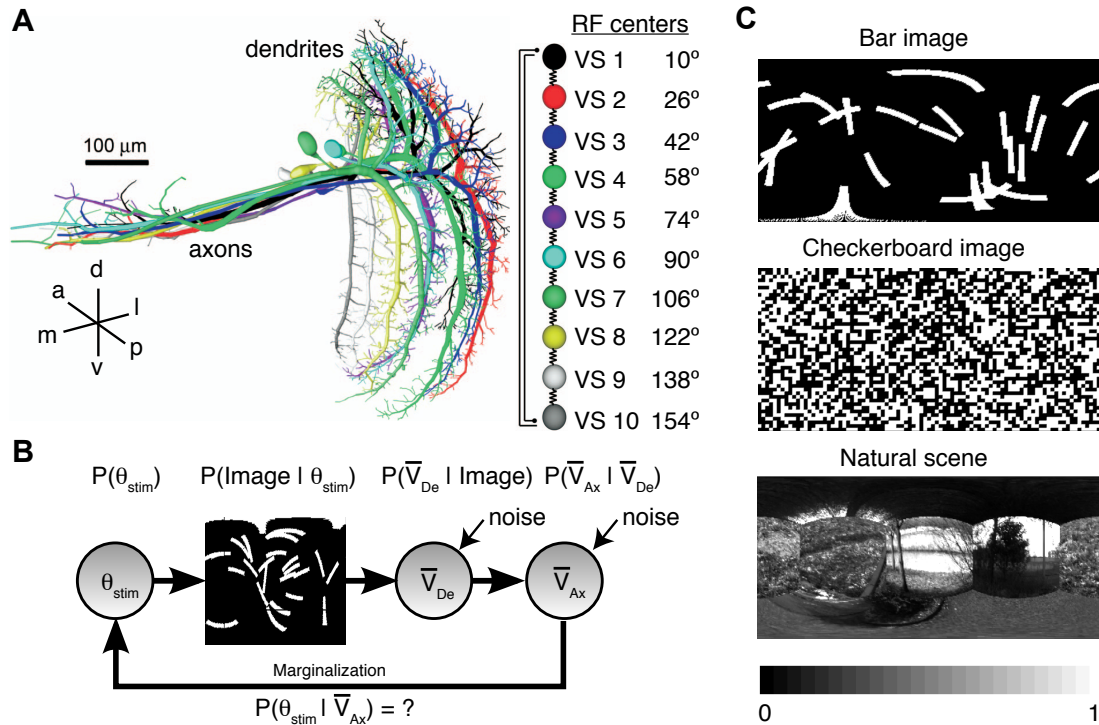 A
dendrites
100 µm
axons
d
a
l
m
p
v
RF centers
VS 1 10º
VS 2 26º
VS 3 42º
VS 4 58º
VS 5 74º
VS 6 90º
VS 7 106º
VS 8 122º
VS 9 138º
VS 10 154º
B
P(θstim) P(Image | θstim) P(V̅De | Image) P(V̅Ax | V̅De)
noise noise
θstim V̅De V̅Ax
Marginalization
P(θstim | V̅Ax) = ?
C
Bar image
Checkerboard image
Natural scene
0 1